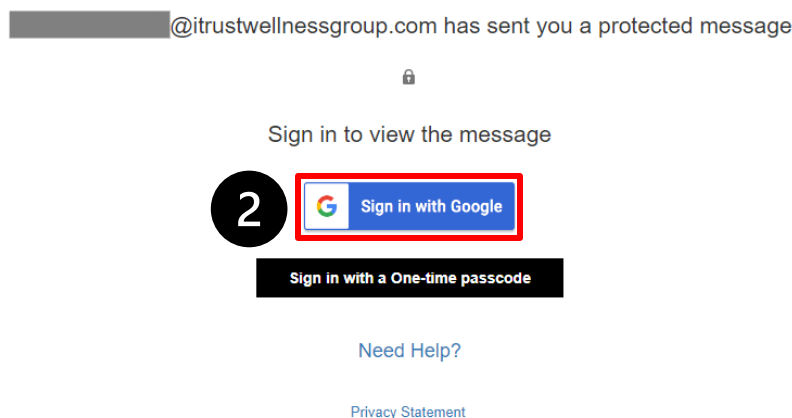 @itrustwellnessgroup.com has sent you a protected message
Sign in to view the message
2
Sign in with Google
Sign in with a One-time passcode
Need Help?
Privacy Statement